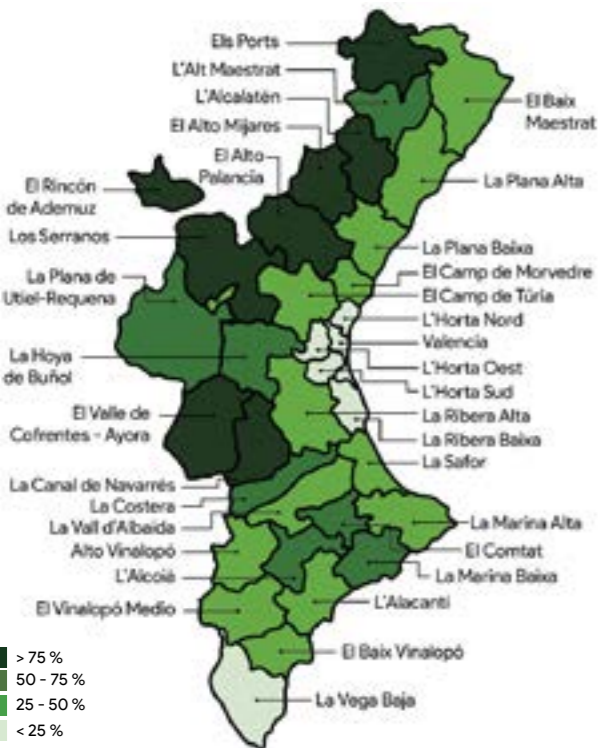 Els Ports
L'Alt Maestrat
L'Alcalatén
El Alto Mijares
El Alto
Palancia
El Rincón
de Ademuz
Los Serranos
La Plana de
Utiel-Requena
La Hoya
de Buñol
El Valle de
Cofrentes - Ayora
La Canal de Navarrés
La Costera
La Vall d'Albaida
Alto Vinalopó
L'Alcoià
El Vinalopó Medio
El Baix
Maestrat
La Plana Alta
La Plana Baixa
El Camp de Morvedre
El Camp de Túria
L'Horta Nord
Valencia
L'Horta Oest
L'Horta Sud
La Ribera Alta
La Ribera Baixa
La Safor
La Marina Alta
El Comtat
La Marina Baixa
L'Alacantí
El Baix Vinalopó
La Vega Baja
> 75 %
50 - 75 %
25 - 50 %
< 25 %